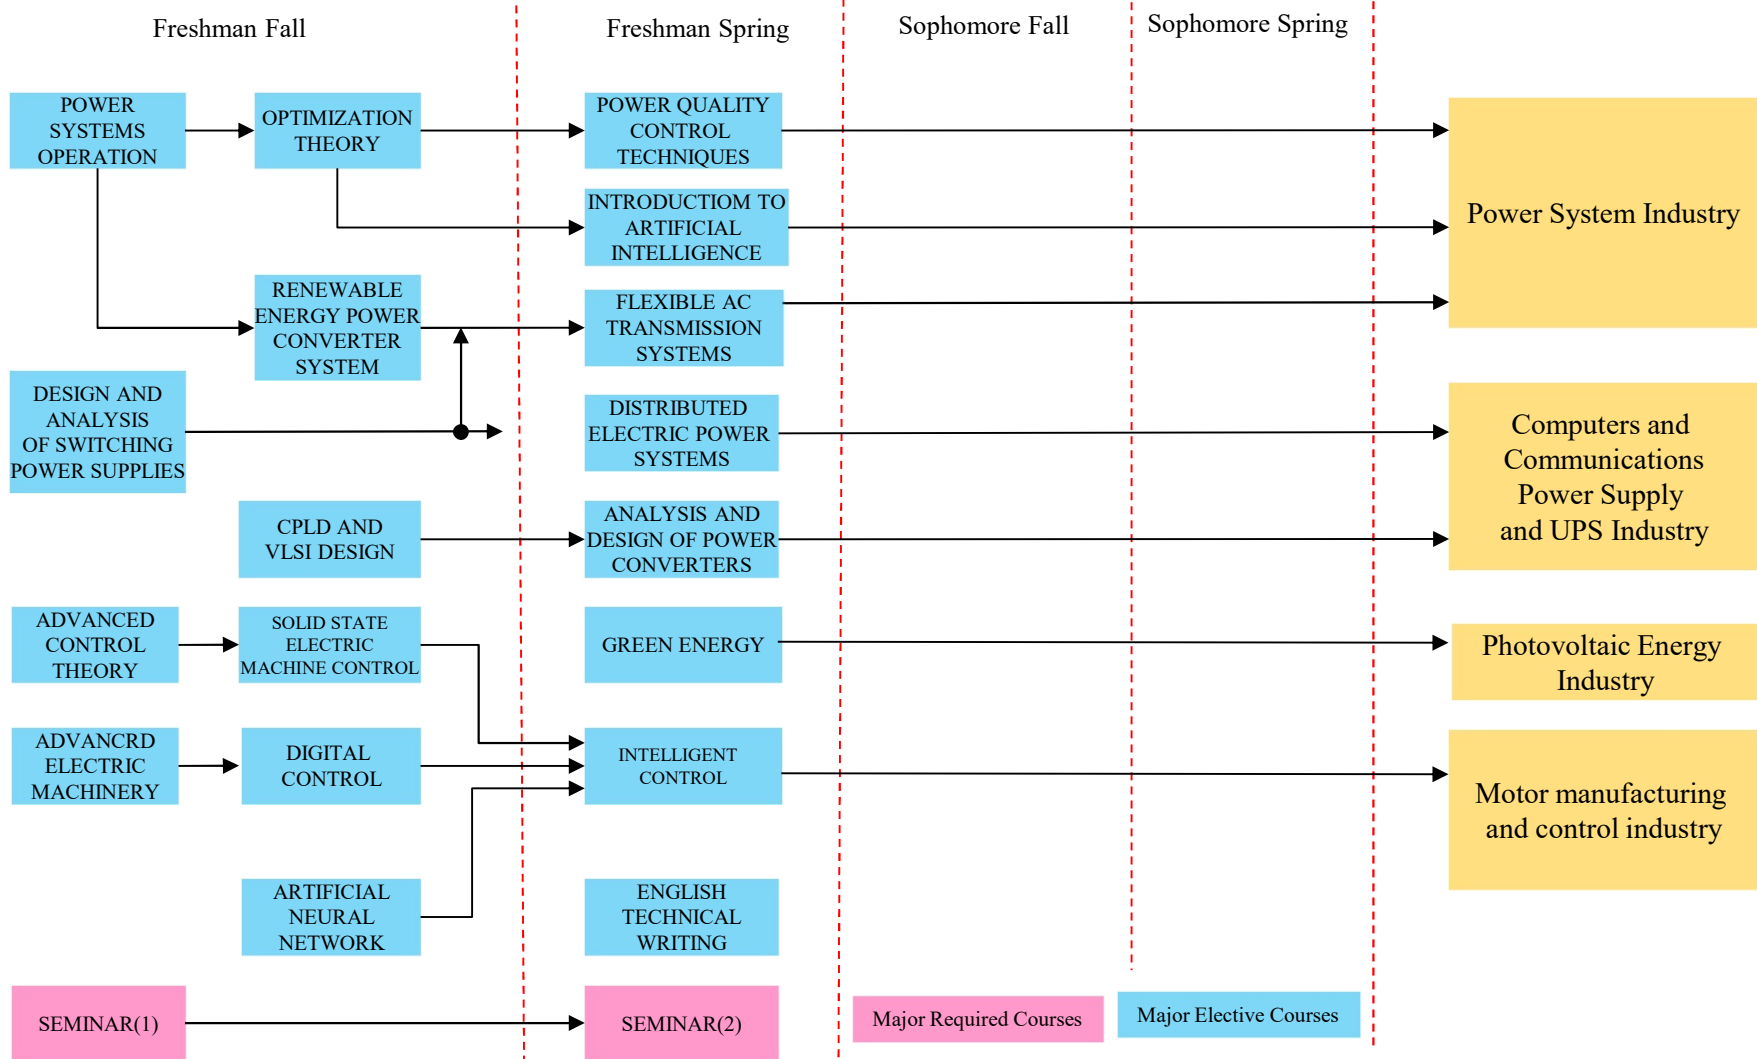 Freshman Fall
Freshman Spring
Sophomore Fall
Sophomore Spring
POWER
SYSTEMS
OPERATION
OPTIMIZATION
THEORY
POWER QUALITY
CONTROL
TECHNIQUES
INTRODUCTIOM TO
ARTIFICIAL
INTELLIGENCE
Power System Industry
RENEWABLE
ENERGY POWER
CONVERTER
SYSTEM
FLEXIBLE AC
TRANSMISSION
SYSTEMS
DESIGN AND
ANALYSIS
OF SWITCHING
POWER SUPPLIES
DISTRIBUTED
ELECTRIC POWER
SYSTEMS
Computers and
Communications
Power Supply
and UPS Industry
CPLD AND
VLSI DESIGN
ANALYSIS AND
DESIGN OF POWER
CONVERTERS
ADVANCED
CONTROL
THEORY
SOLID STATE
ELECTRIC
MACHINE CONTROL
GREEN ENERGY
Photovoltaic Energy
Industry
ADVANCRD
ELECTRIC
MACHINERY
DIGITAL
CONTROL
INTELLIGENT
CONTROL
Motor manufacturing
and control industry
ARTIFICIAL
NEURAL
NETWORK
ENGLISH
TECHNICAL
WRITING
SEMINAR(1)
SEMINAR(2)
Major Required Courses
Major Elective Courses